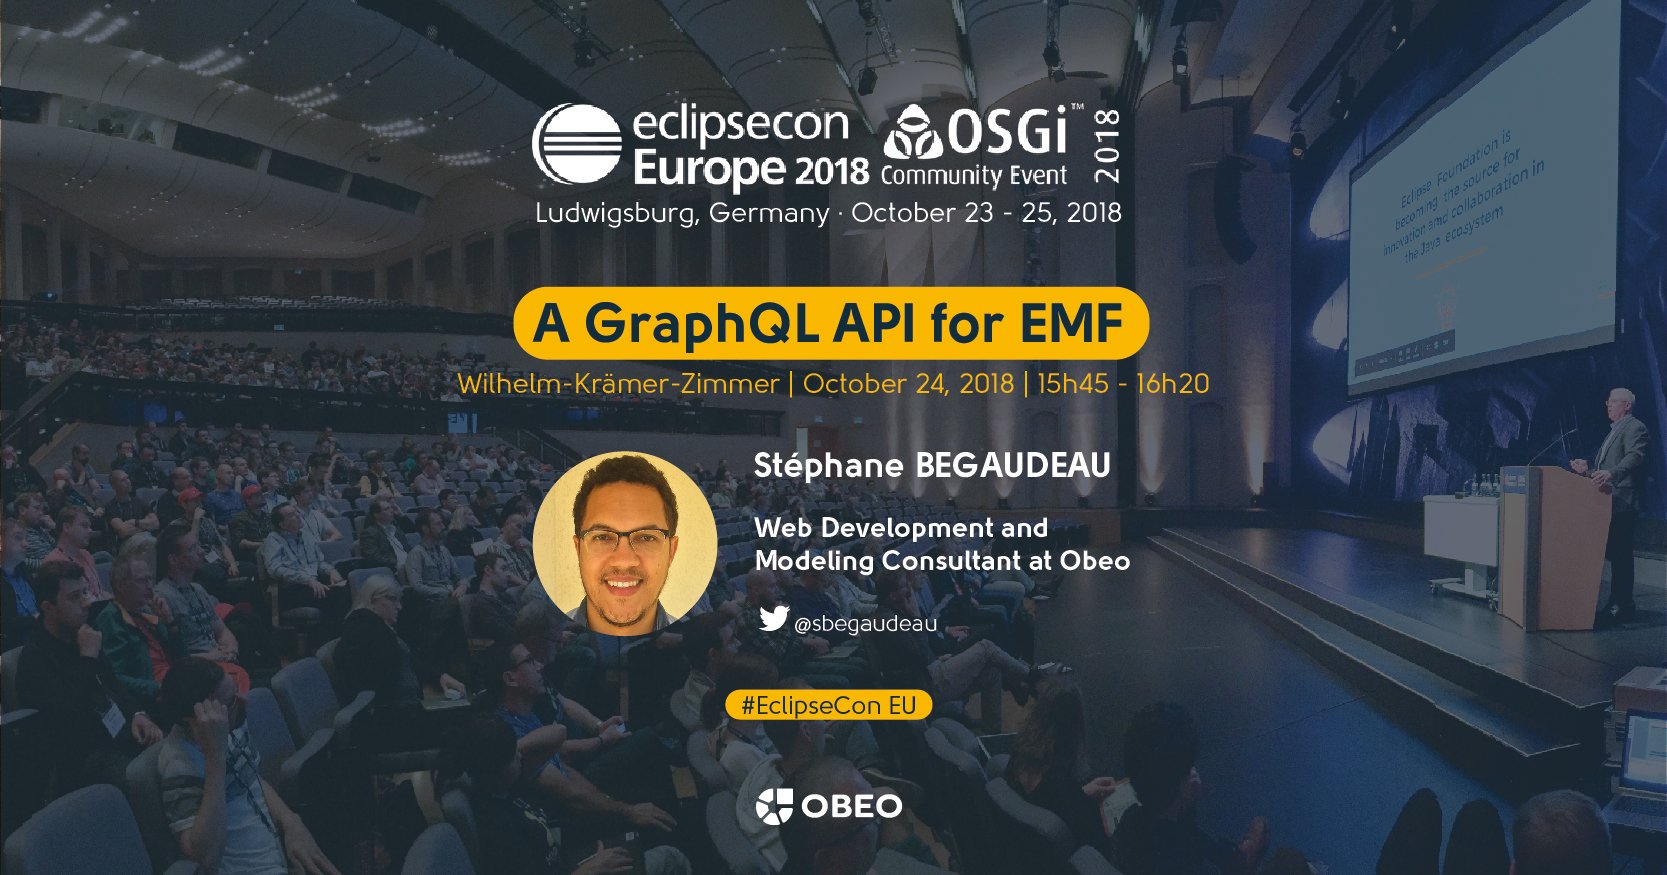 eclipsecon
Europe 2018
OSGi™
Community Event
2018
Ludwigsburg, Germany · October 23 - 25, 2018
A GraphQL API for EMF
Wilhelm-Krämer-Zimmer | October 24, 2018 | 15h45 - 16h20
Stéphane BEGAUDEAU
Web Development and
Modeling Consultant at Obeo
@sbegaudeau
#EclipseCon EU
OBEO
Eclipse Foundation is
becoming the source for
innovation amd collaboration in
the Java ecosystem